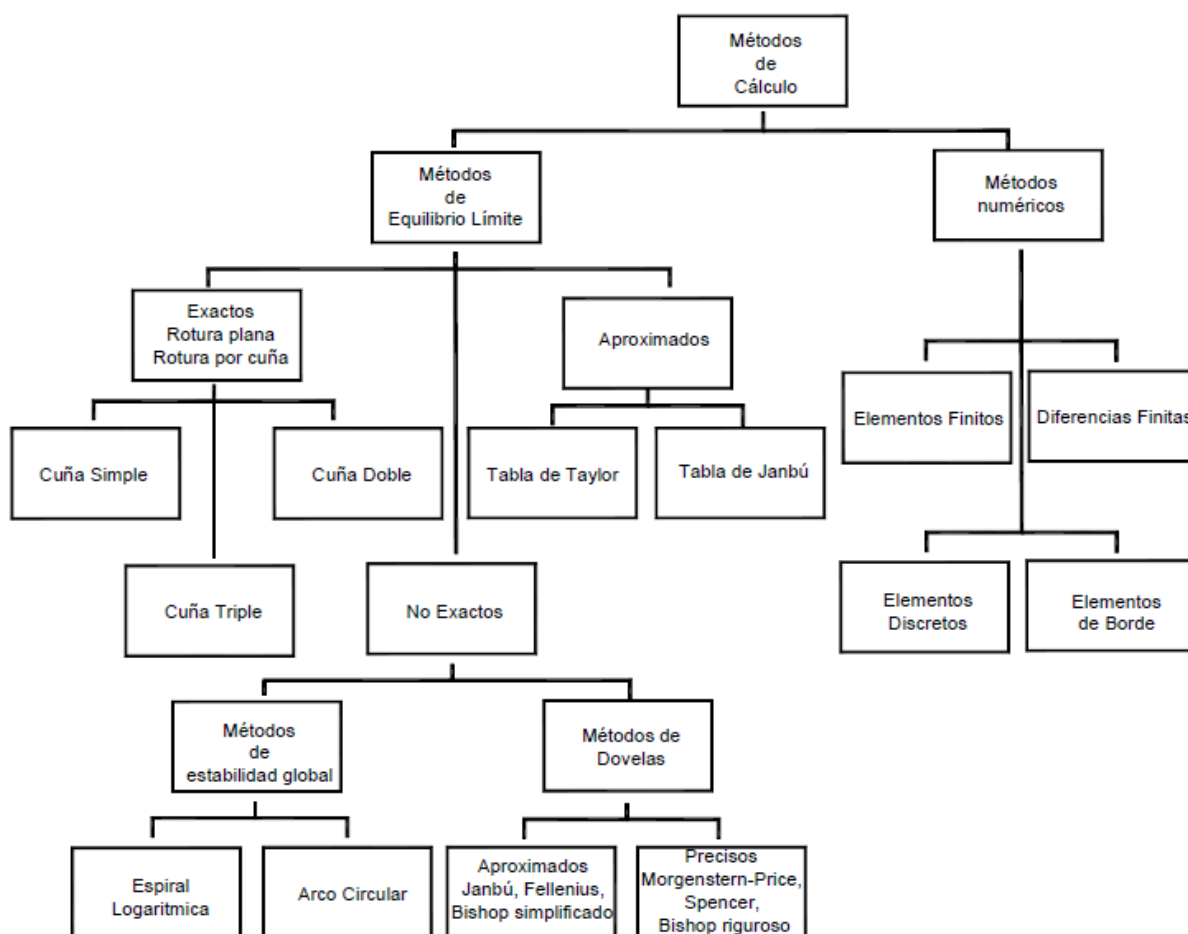 Métodos
de
Cálculo
Métodos
de
Equilibrio Límite
Métodos
numéricos
Exactos
Rotura plana
Rotura por cuña
Aproximados
Elementos Finitos
Diferencias Finitas
Cuña Simple
Cuña Doble
Tabla de Taylor
Tabla de Janbú
Cuña Triple
No Exactos
Elementos
Discretos
Elementos
de Borde
Métodos
de
estabilidad global
Métodos de
Dovelas
Espiral
Logaritmica
Arco Circular
Aproximados
Janbú, Fellenius,
Bishop simplificado
Precisos
Morgenstern-Price,
Spencer,
Bishop riguroso